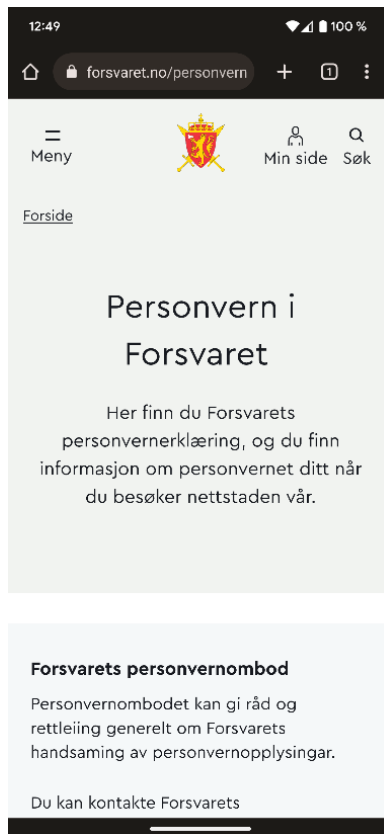 12:49
100 %
forsvaret.no/personvern
1
Meny
Min side
Søk
Forside
Personvern i
Forsvaret
Her finn du Forsvarets
personvernerklæring, og du finn
informasjon om personvernet ditt når
du besøker nettstaden vår.
Forsvarets personvernombod
Personvernombodet kan gi råd og
rettleiing generelt om Forsvarets
handsaming av personvernopplysingar.
Du kan kontakte Forsvarets